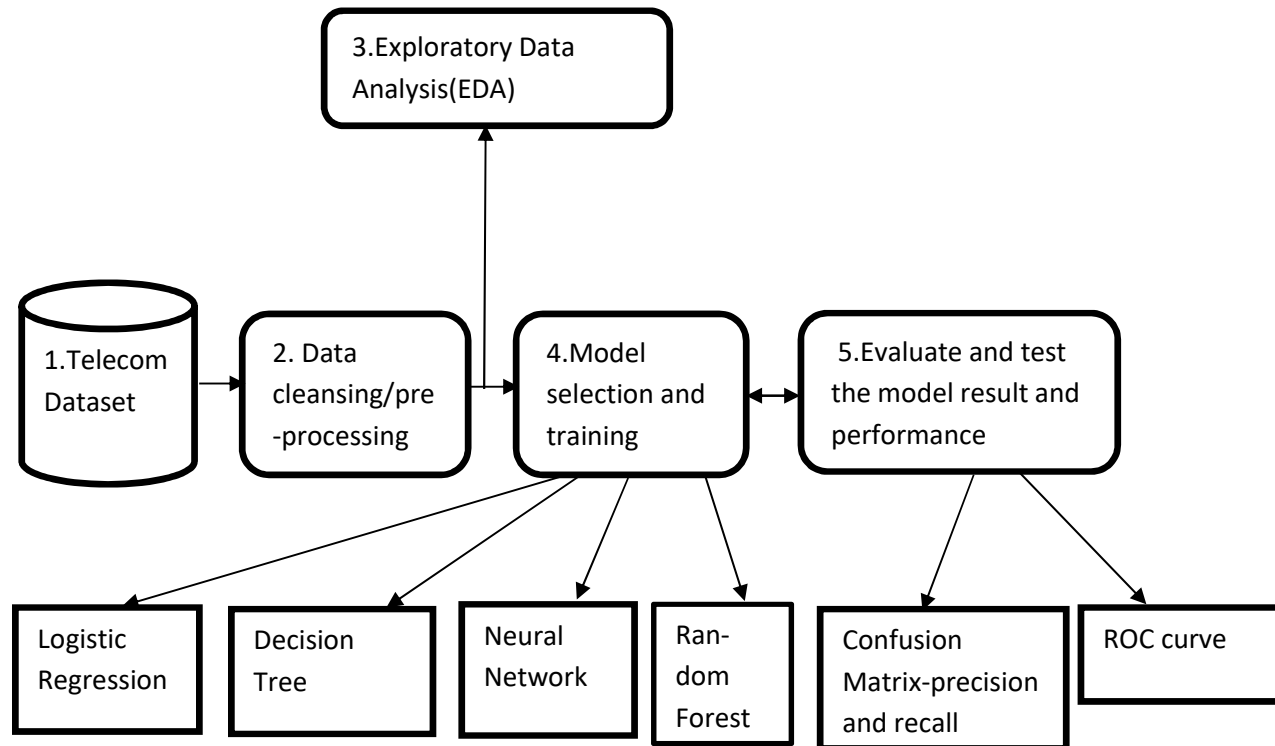 3.Exploratory Data
Analysis(EDA)
1.Telecom
Dataset
2. Data
cleansing/pre
-processing
4.Model
selection and
training
5.Evaluate and test
the model result and
performance
Logistic
Regression
Decision
Tree
Neural
Network
Ran-
dom
Forest
Confusion
Matrix-precision
and recall
ROC curve